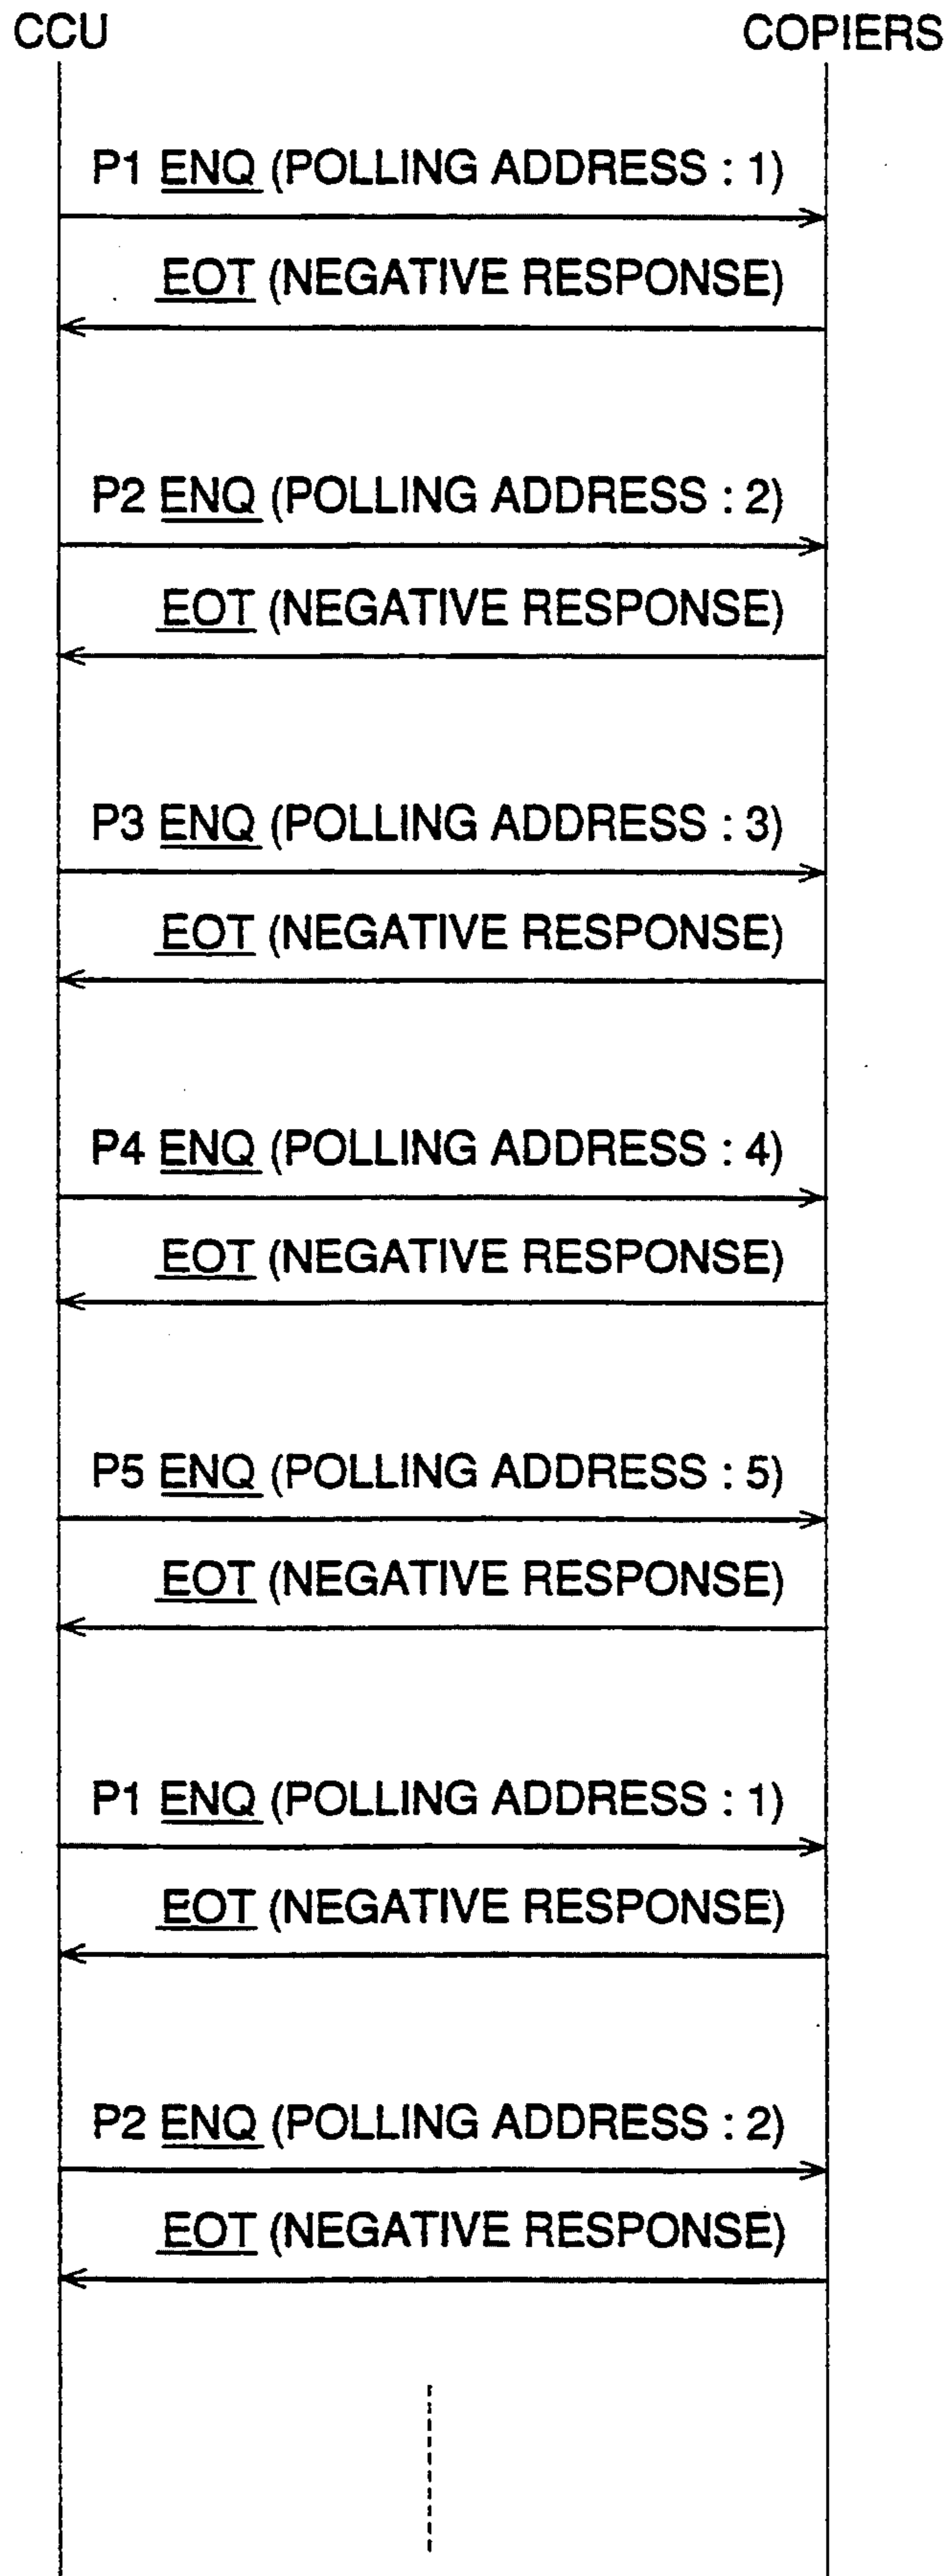 CCU COPIERS
P1 ENQ (POLLING ADDRESS : 1)
EOT (NEGATIVE RESPONSE)
P2 ENQ (POLLING ADDRESS : 2)
EOT (NEGATIVE RESPONSE)
P3 ENQ (POLLING ADDRESS : 3)
EOT (NEGATIVE RESPONSE)
P4 ENQ (POLLING ADDRESS : 4)
EOT (NEGATIVE RESPONSE)
P5 ENQ (POLLING ADDRESS : 5)
EOT (NEGATIVE RESPONSE)
P1 ENQ (POLLING ADDRESS : 1)
EOT (NEGATIVE RESPONSE)
P2 ENQ (POLLING ADDRESS : 2)
EOT (NEGATIVE RESPONSE)